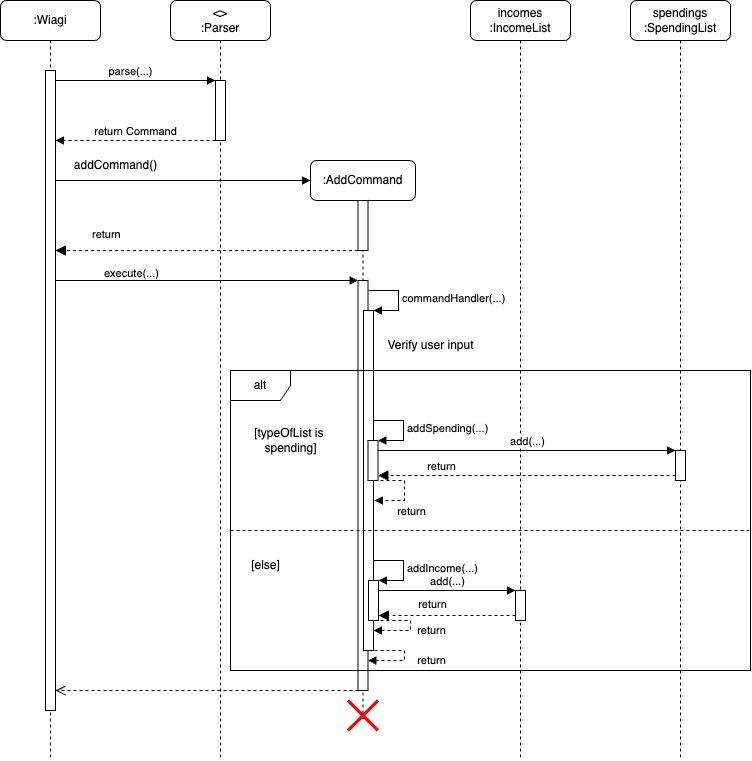 :Wiagi
<>
:Parser
incomes
:IncomeList
spendings
:SpendingList
parse(...)
return Command
addCommand()
:AddCommand
return
execute(...)
commandHandler(...)
Verify user input
alt
[typeOfList is
spending]
addSpending(...)
add(...)
return
return
[else]
addIncome(...)
add(...)
return
return
return